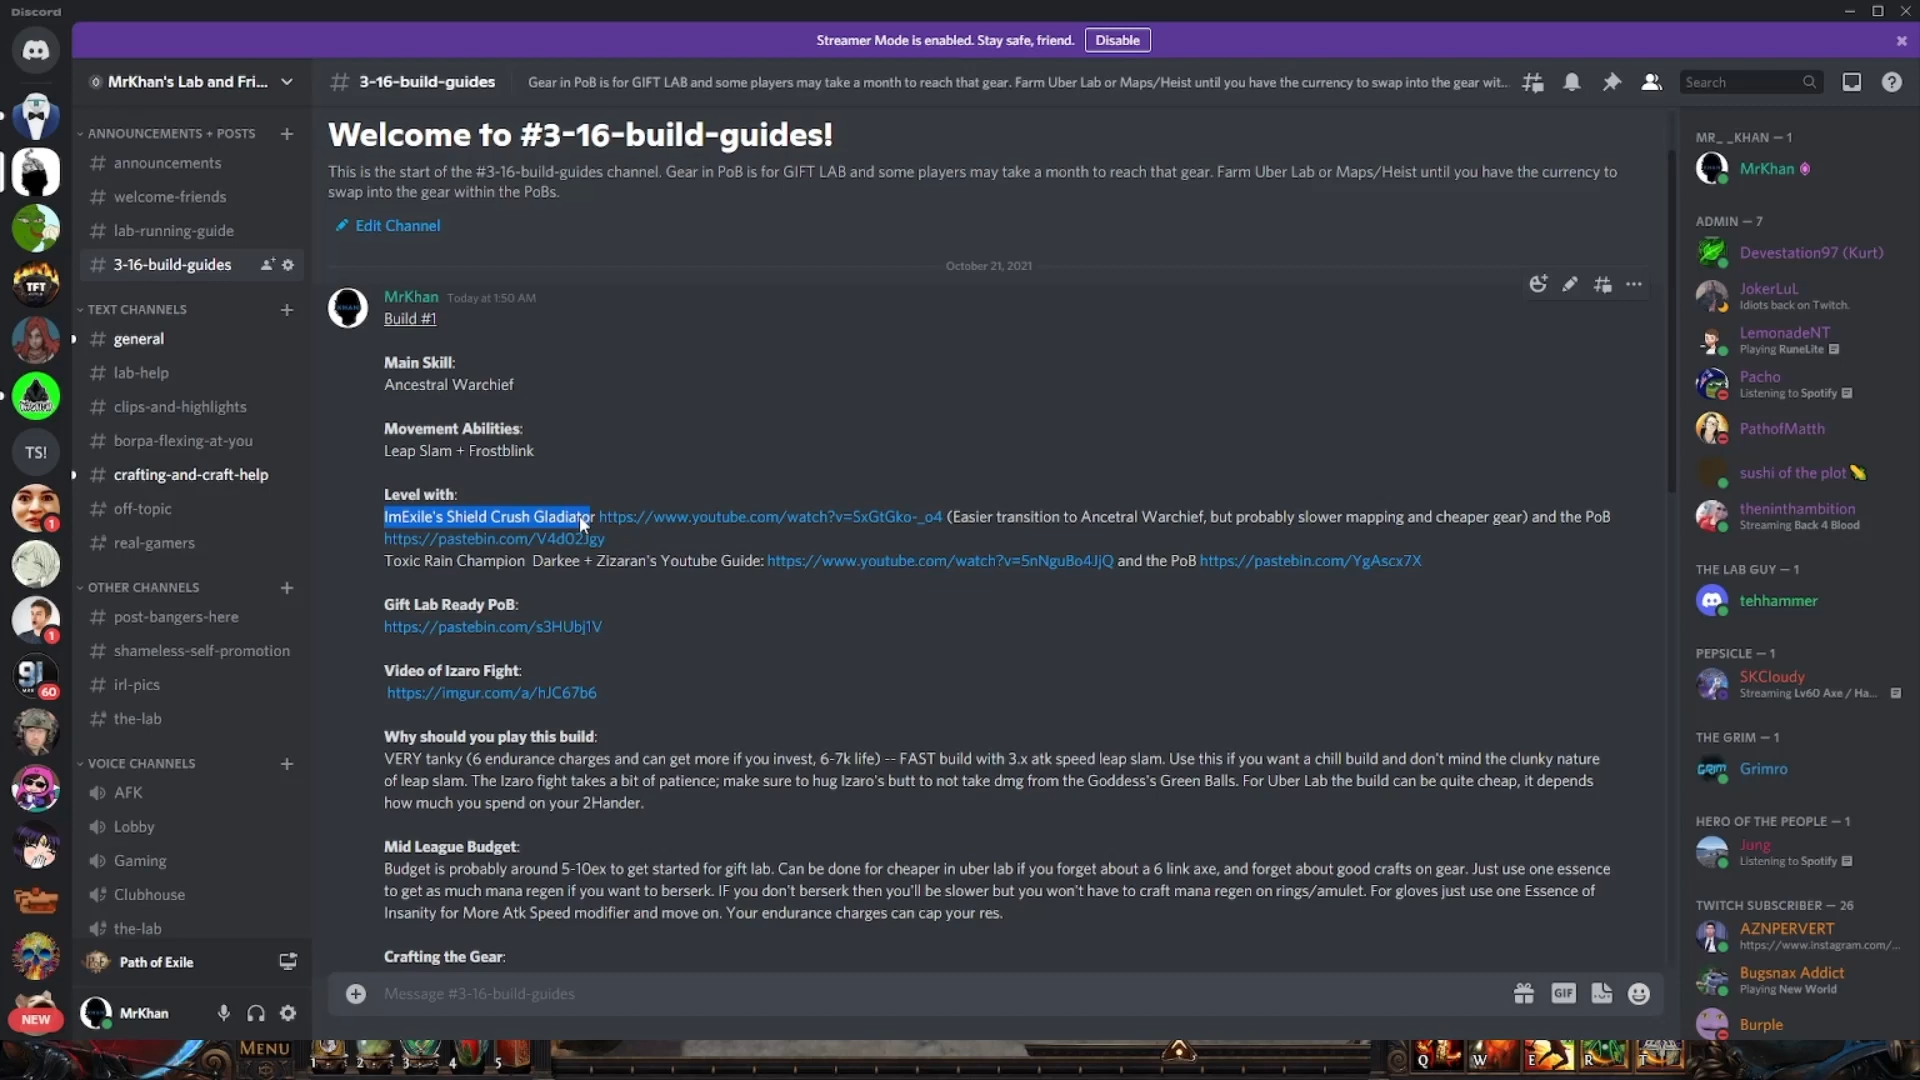 Discord
Streamer Mode is enabled. Stay safe, friend.
Disable
MrKhan's Lab and Fri...
3-16-build-guides
Gear in PoB is for GIFT LAB and some players may take a month to reach that gear. Farm Uber Lab or Maps/Heist until you have the currency to swap into the gear wit...
Search
ANNOUNCEMENTS + POSTS
announcements
welcome-friends
lab-running-guide
3-16-build-guides
TEXT CHANNELS
general
lab-help
clips-and-highlights
borpa-flexing-at-you
crafting-and-craft-help
off-topic
real-gamers
OTHER CHANNELS
post-bangers-here
shameless-self-promotion
irl-pics
the-lab
VOICE CHANNELS
AFK
Lobby
Gaming
Clubhouse
the-lab
Path of Exile
MrKhan
TFT
TS!
1
1
60
NEW
Welcome to #3-16-build-guides!
This is the start of the #3-16-build-guides channel. Gear in PoB is for GIFT LAB and some players may take a month to reach that gear. Farm Uber Lab or Maps/Heist until you have the currency to
swap into the gear within the PoBs.
Edit Channel
October 21, 2021
MrKhan Today at 1:50 AM
Build #1
Main Skill:
Ancestral Warchief
Movement Abilities:
Leap Slam + Frostblink
Level with:
ImExile's Shield Crush Gladiator https://www.youtube.com/watch?v=SxGtGko-_o4 (Easier transition to Ancetral Warchief, but probably slower mapping and cheaper gear) and the PoB
https://pastebin.com/V4d02Jgy
Toxic Rain Champion Darkee + Zizaran's Youtube Guide: https://www.youtube.com/watch?v=5nNguBo4JjQ and the PoB https://pastebin.com/YgAscx7X
Gift Lab Ready PoB:
https://pastebin.com/s3HUbj1V
Video of Izaro Fight:
https://imgur.com/a/hJC67b6
Why should you play this build:
VERY tanky (6 endurance charges and can get more if you invest, 6-7k life) -- FAST build with 3.x atk speed leap slam. Use this if you want a chill build and don't mind the clunky nature
of leap slam. The Izaro fight takes a bit of patience; make sure to hug Izaro's butt to not take dmg from the Goddess's Green Balls. For Uber Lab the build can be quite cheap, it depends
how much you spend on your 2Hander.
Mid League Budget:
Budget is probably around 5-10ex to get started for gift lab. Can be done for cheaper in uber lab if you forget about a 6 link axe, and forget about good crafts on gear. Just use one essence
to get as much mana regen if you want to berserk. IF you don't berserk then you'll be slower but you won't have to craft mana regen on rings/amulet. For gloves just use one Essence of
Insanity for More Atk Speed modifier and move on. Your endurance charges can cap your res.
Crafting the Gear:
Message #3-16-build-guides
GIF
MR__KHAN — 1
MrKhan
ADMIN — 7
Devestation97 (Kurt)
JokerLuL
Idiots back on Twitch.
LemonadeNT
Playing RuneLite
Pacho
Listening to Spotify
PathofMatth
sushi of the plot
theninthambition
Streaming Back 4 Blood
THE LAB GUY — 1
tehhammer
PEPSICLE — 1
SKCloudy
Streaming Lv60 Axe / Ha...
THE GRIM — 1
Grimro
HERO OF THE PEOPLE — 1
Jung
Listening to Spotify
TWITCH SUBSCRIBER — 26
AZNPERVERT
https://www.instagram.com/...
Bugsnax Addict
Playing New World
Burple
MENU
1 2 3 4 5
Q W E R T